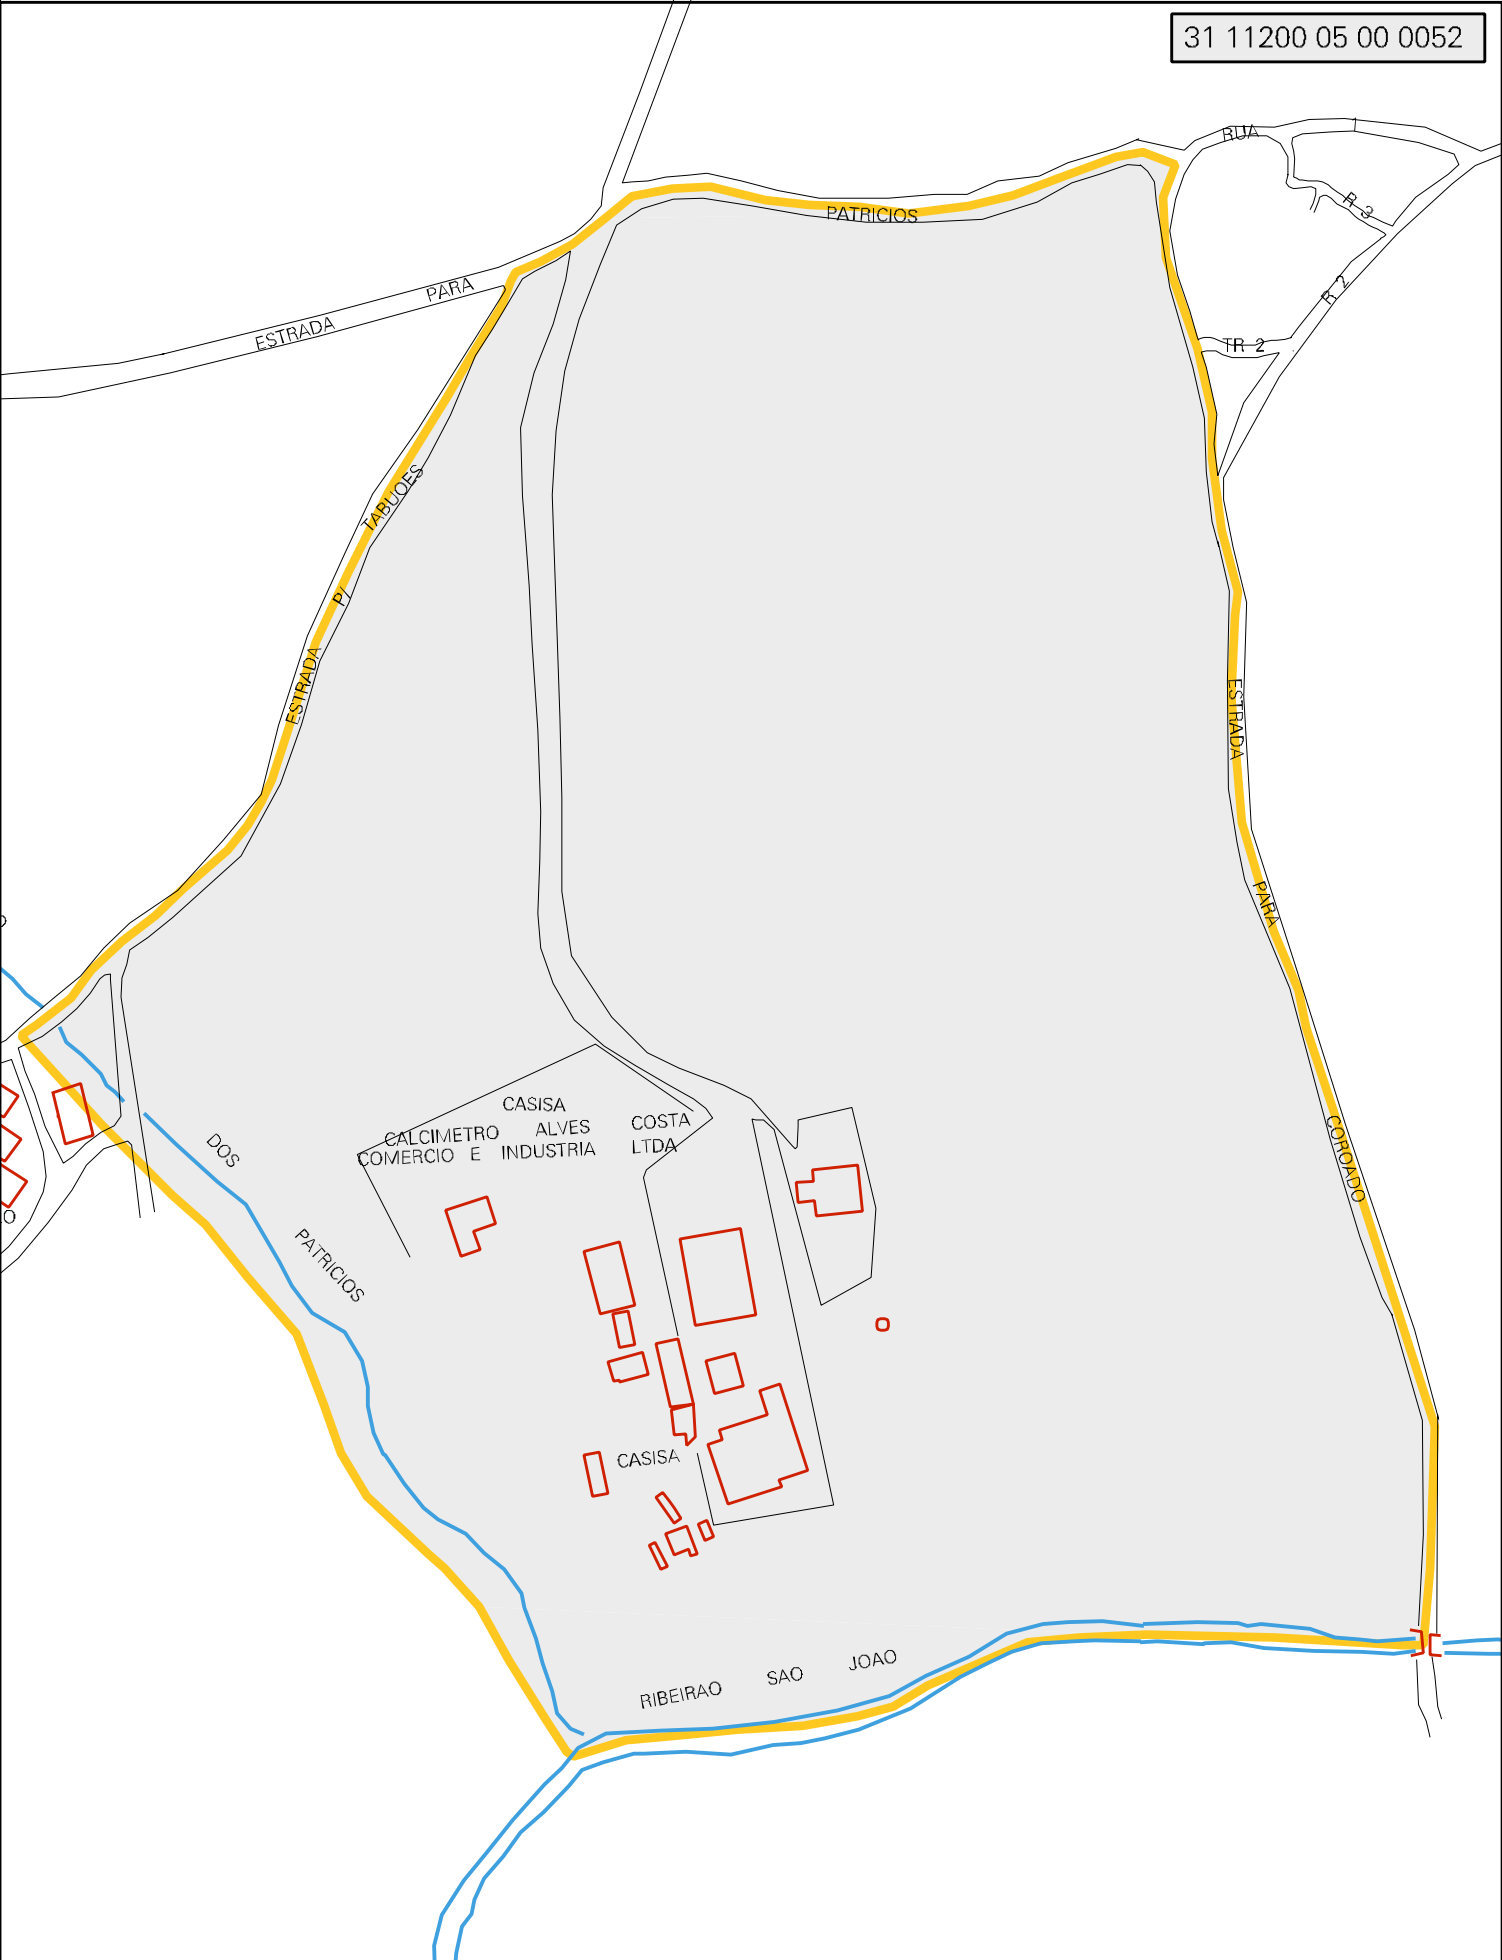 31 11200 05 00 0052
RUA
R 3
PATRICIOS
R 2
ESTRADA PARA
TR 2
ESTRADA P/ TABUOES
ESTRADA PARA COROADO
CASISA
CALCIMETRO ALVES COSTA
COMERCIO E INDUSTRIA LTDA
DOS PATRICIOS
CASISA
RIBEIRAO SAO JOAO